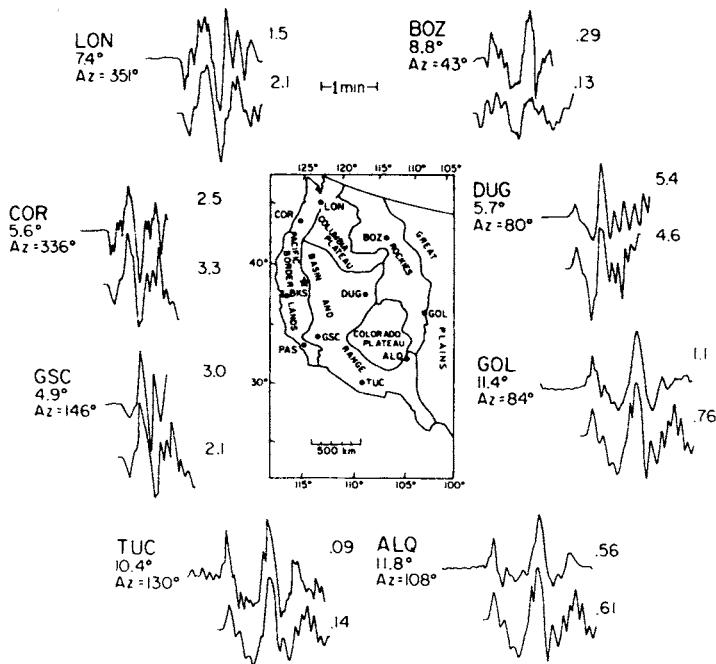 LON
7.4°
Az=351°
1.5
2.1
1 min
BOZ
8.8°
Az=43°
.29
.13
COR
5.6°
Az=336°
2.5
3.3
DUG
5.7°
Az=80°
5.4
4.6
GSC
4.9°
Az=146°
3.0
2.1
GOL
11.4°
Az=84°
1.1
.76
TUC
10.4°
Az=130°
.09
.14
ALQ
11.8°
Az=108°
.56
.61
125° 120° 115° 110° 105°
40°
30°
LON
COR
COLUMBIA
PLATEAU
BOZ
ROCKIES
GREAT
PLAINS
PACIFIC
BORDER
LANDS
BASIN
AND
RANGE
BKS
DUG
GOL
COLORADO
PLATEAU
GSC
PAS
ALQ
TUC
500 km
115° 110° 105° 100°